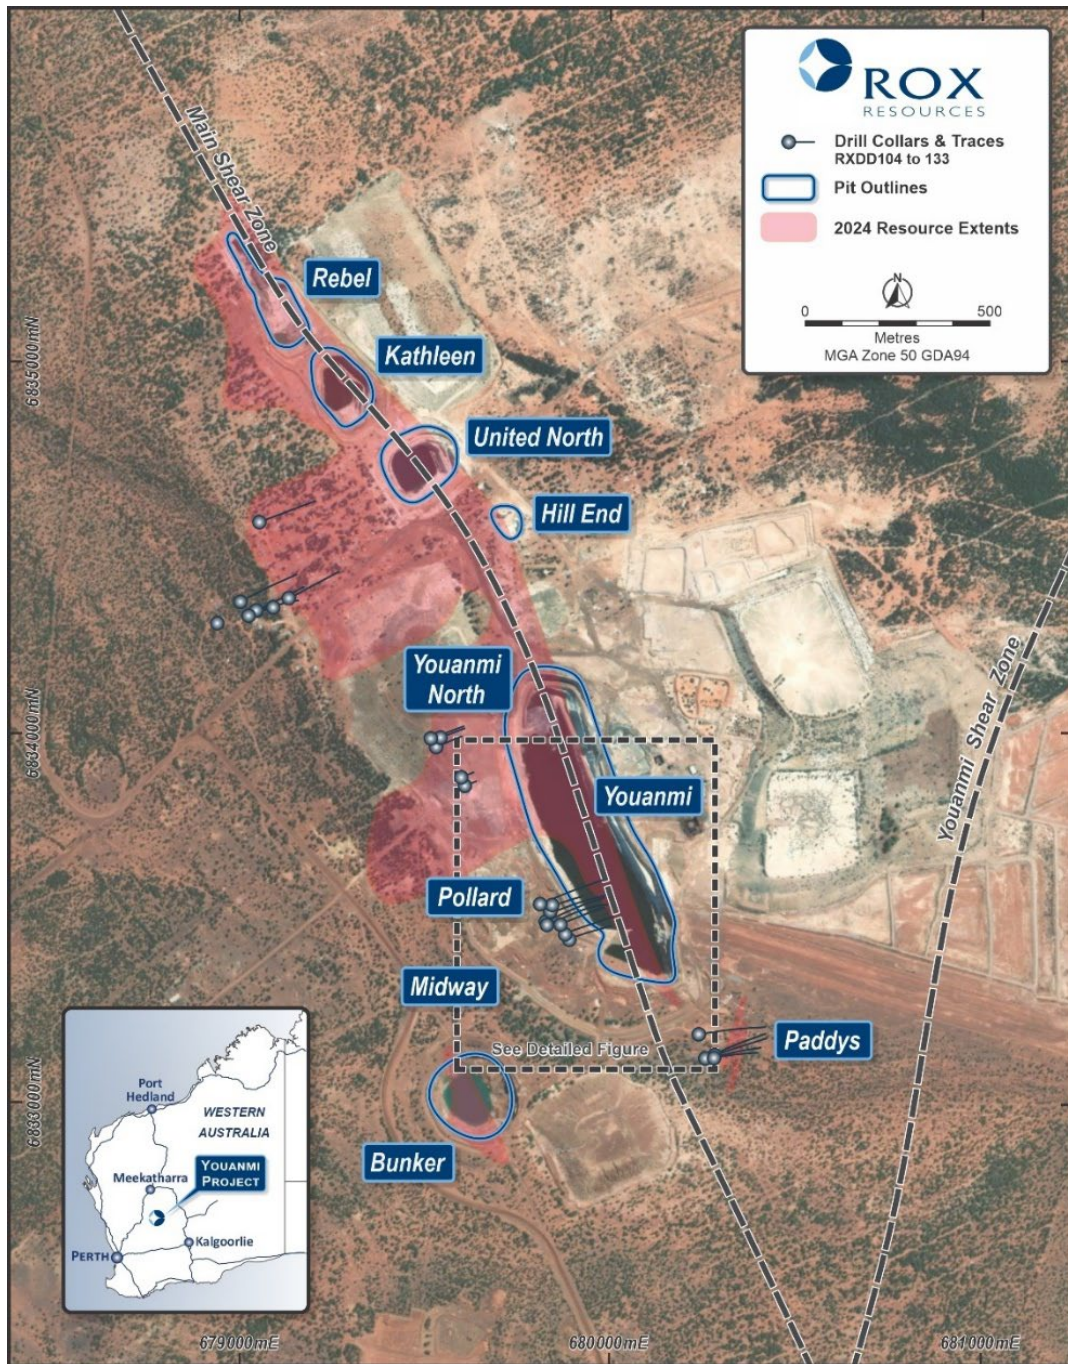 ROX
RESOURCES
Drill Collars & Traces
RXDD104 to 133
Pit Outlines
2024 Resource Extents
N
0
500
Metres
MGA Zone 50 GDA94
Main Shear Zone
Rebel
Kathleen
6835000mN
United North
Hill End
Youanmi
North
Youanmi Shear Zone
6834000mN
Youanmi
Pollard
Midway
See Detailed Figure
Paddys
6833000mN
Bunker
Port
Hedland
WESTERN
AUSTRALIA
Meekatharra
YOUANMI
PROJECT
Kalgoorlie
PERTH
679000mE
680000mE
681000mE